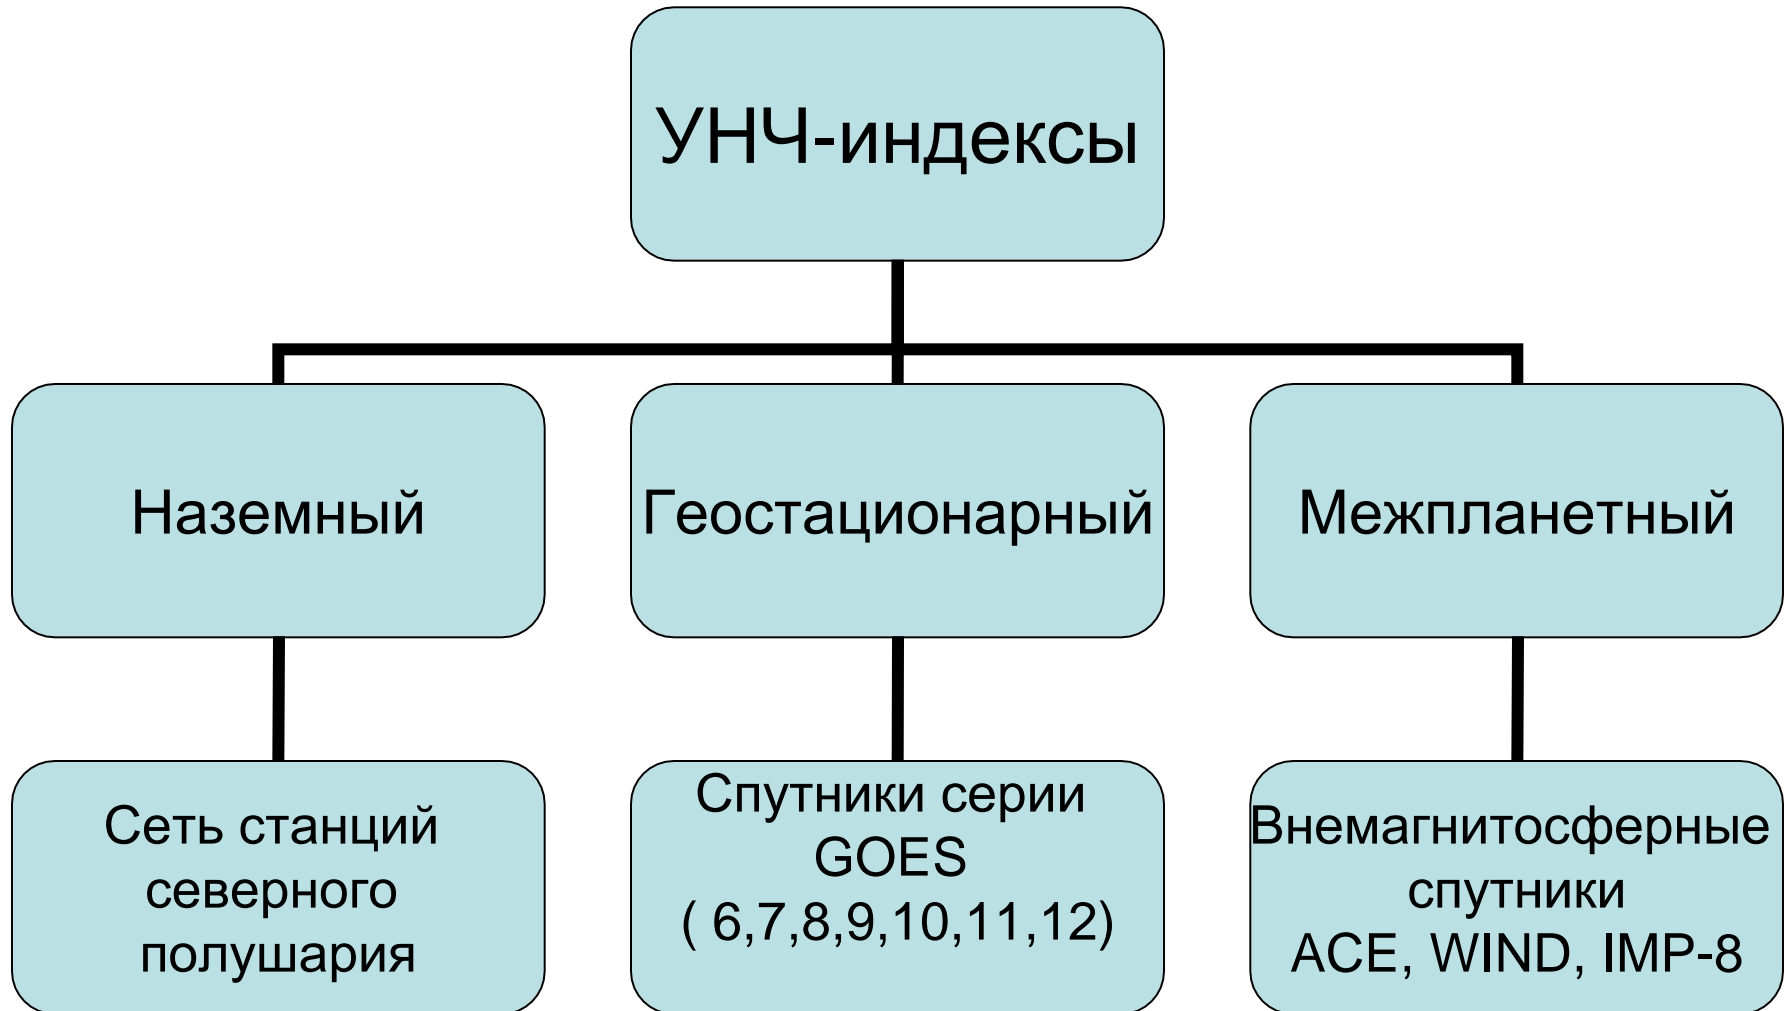 УНЧ-индексы
Наземный
Геостационарный
Межпланетный
Сеть станций
северного
полушария
Спутники серии
GOES
( 6,7,8,9,10,11,12)
Внемагнитосферные
спутники
ACE, WIND, IMP-8